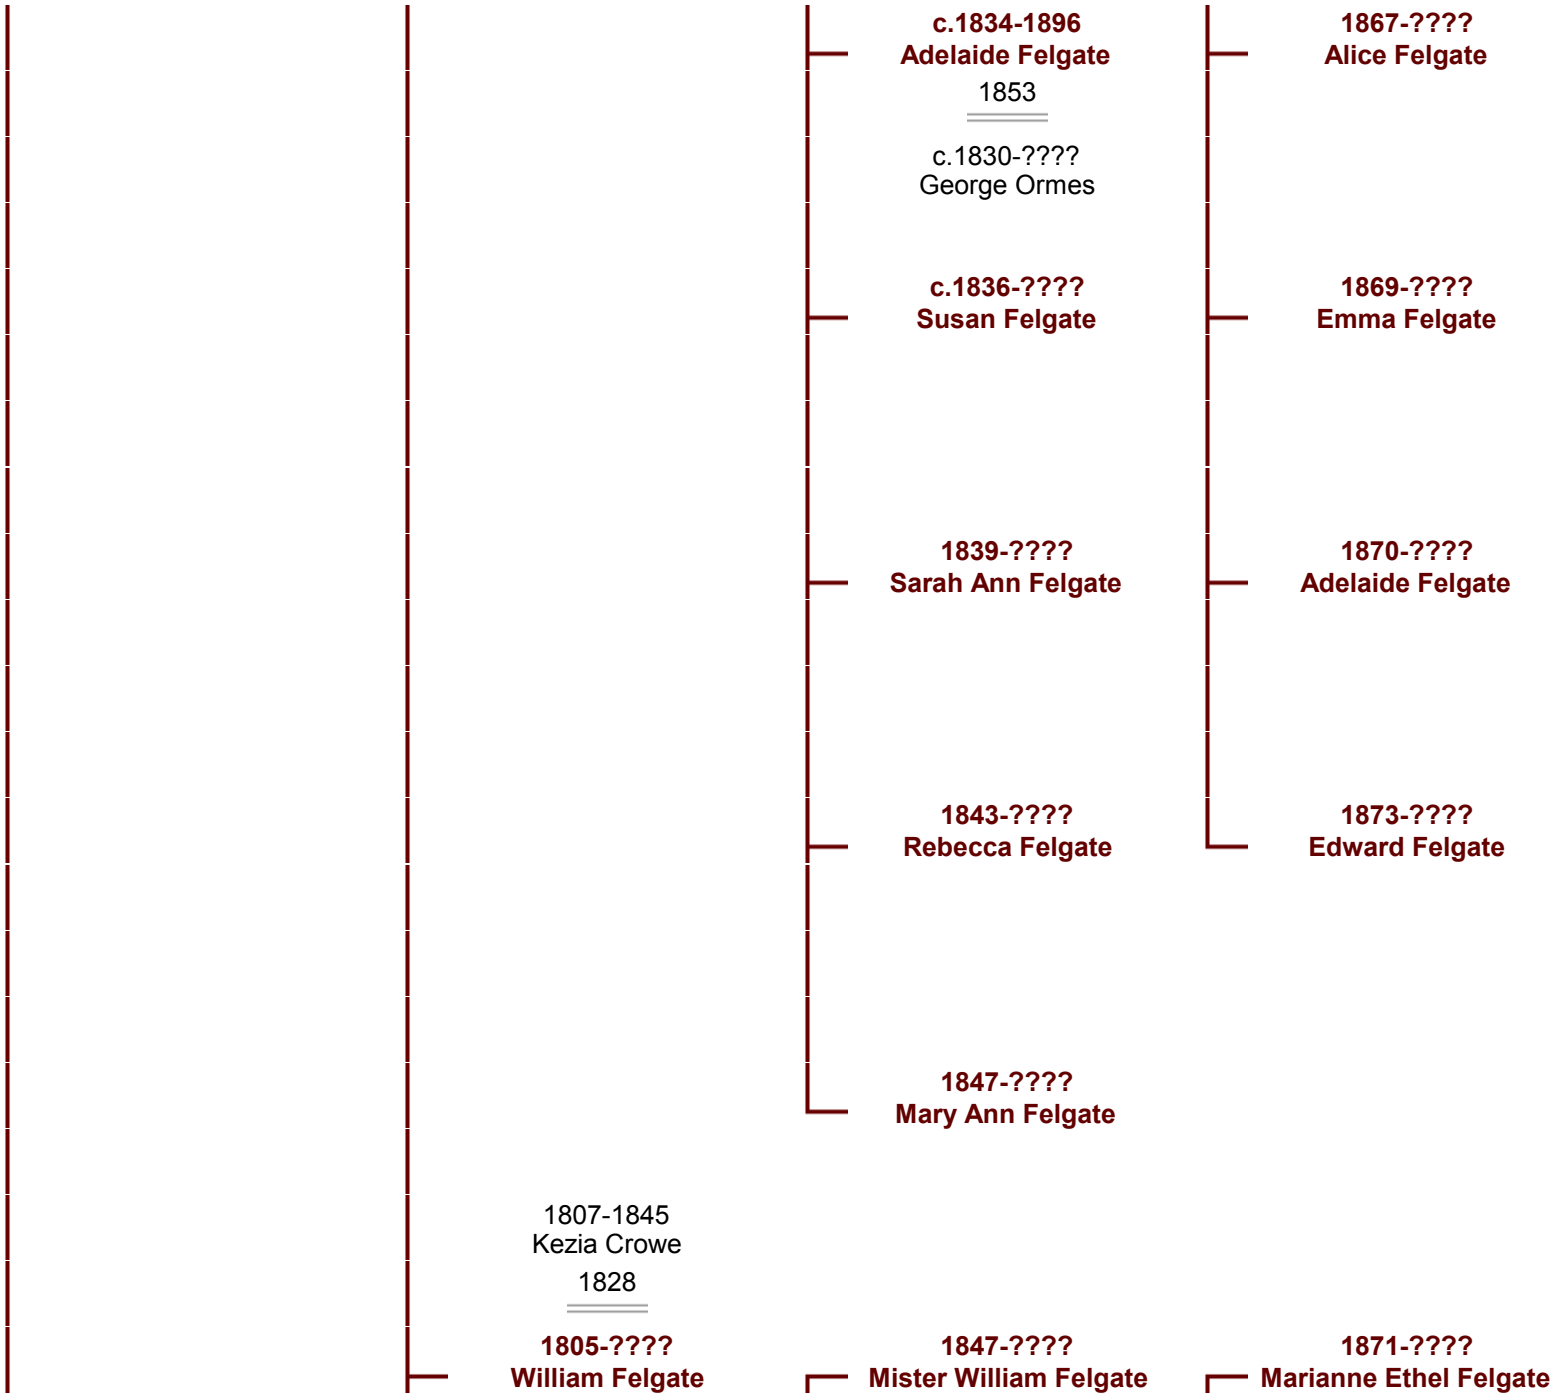 c.1834-1896
Adelaide Felgate
1853
c.1830-????
George Ormes
1867-????
Alice Felgate
c.1836-????
Susan Felgate
1869-????
Emma Felgate
1839-????
Sarah Ann Felgate
1870-????
Adelaide Felgate
1843-????
Rebecca Felgate
1873-????
Edward Felgate
1847-????
Mary Ann Felgate
1807-1845
Kezia Crowe
1828
1805-????
William Felgate
1847-????
Mister William Felgate
1871-????
Marianne Ethel Felgate